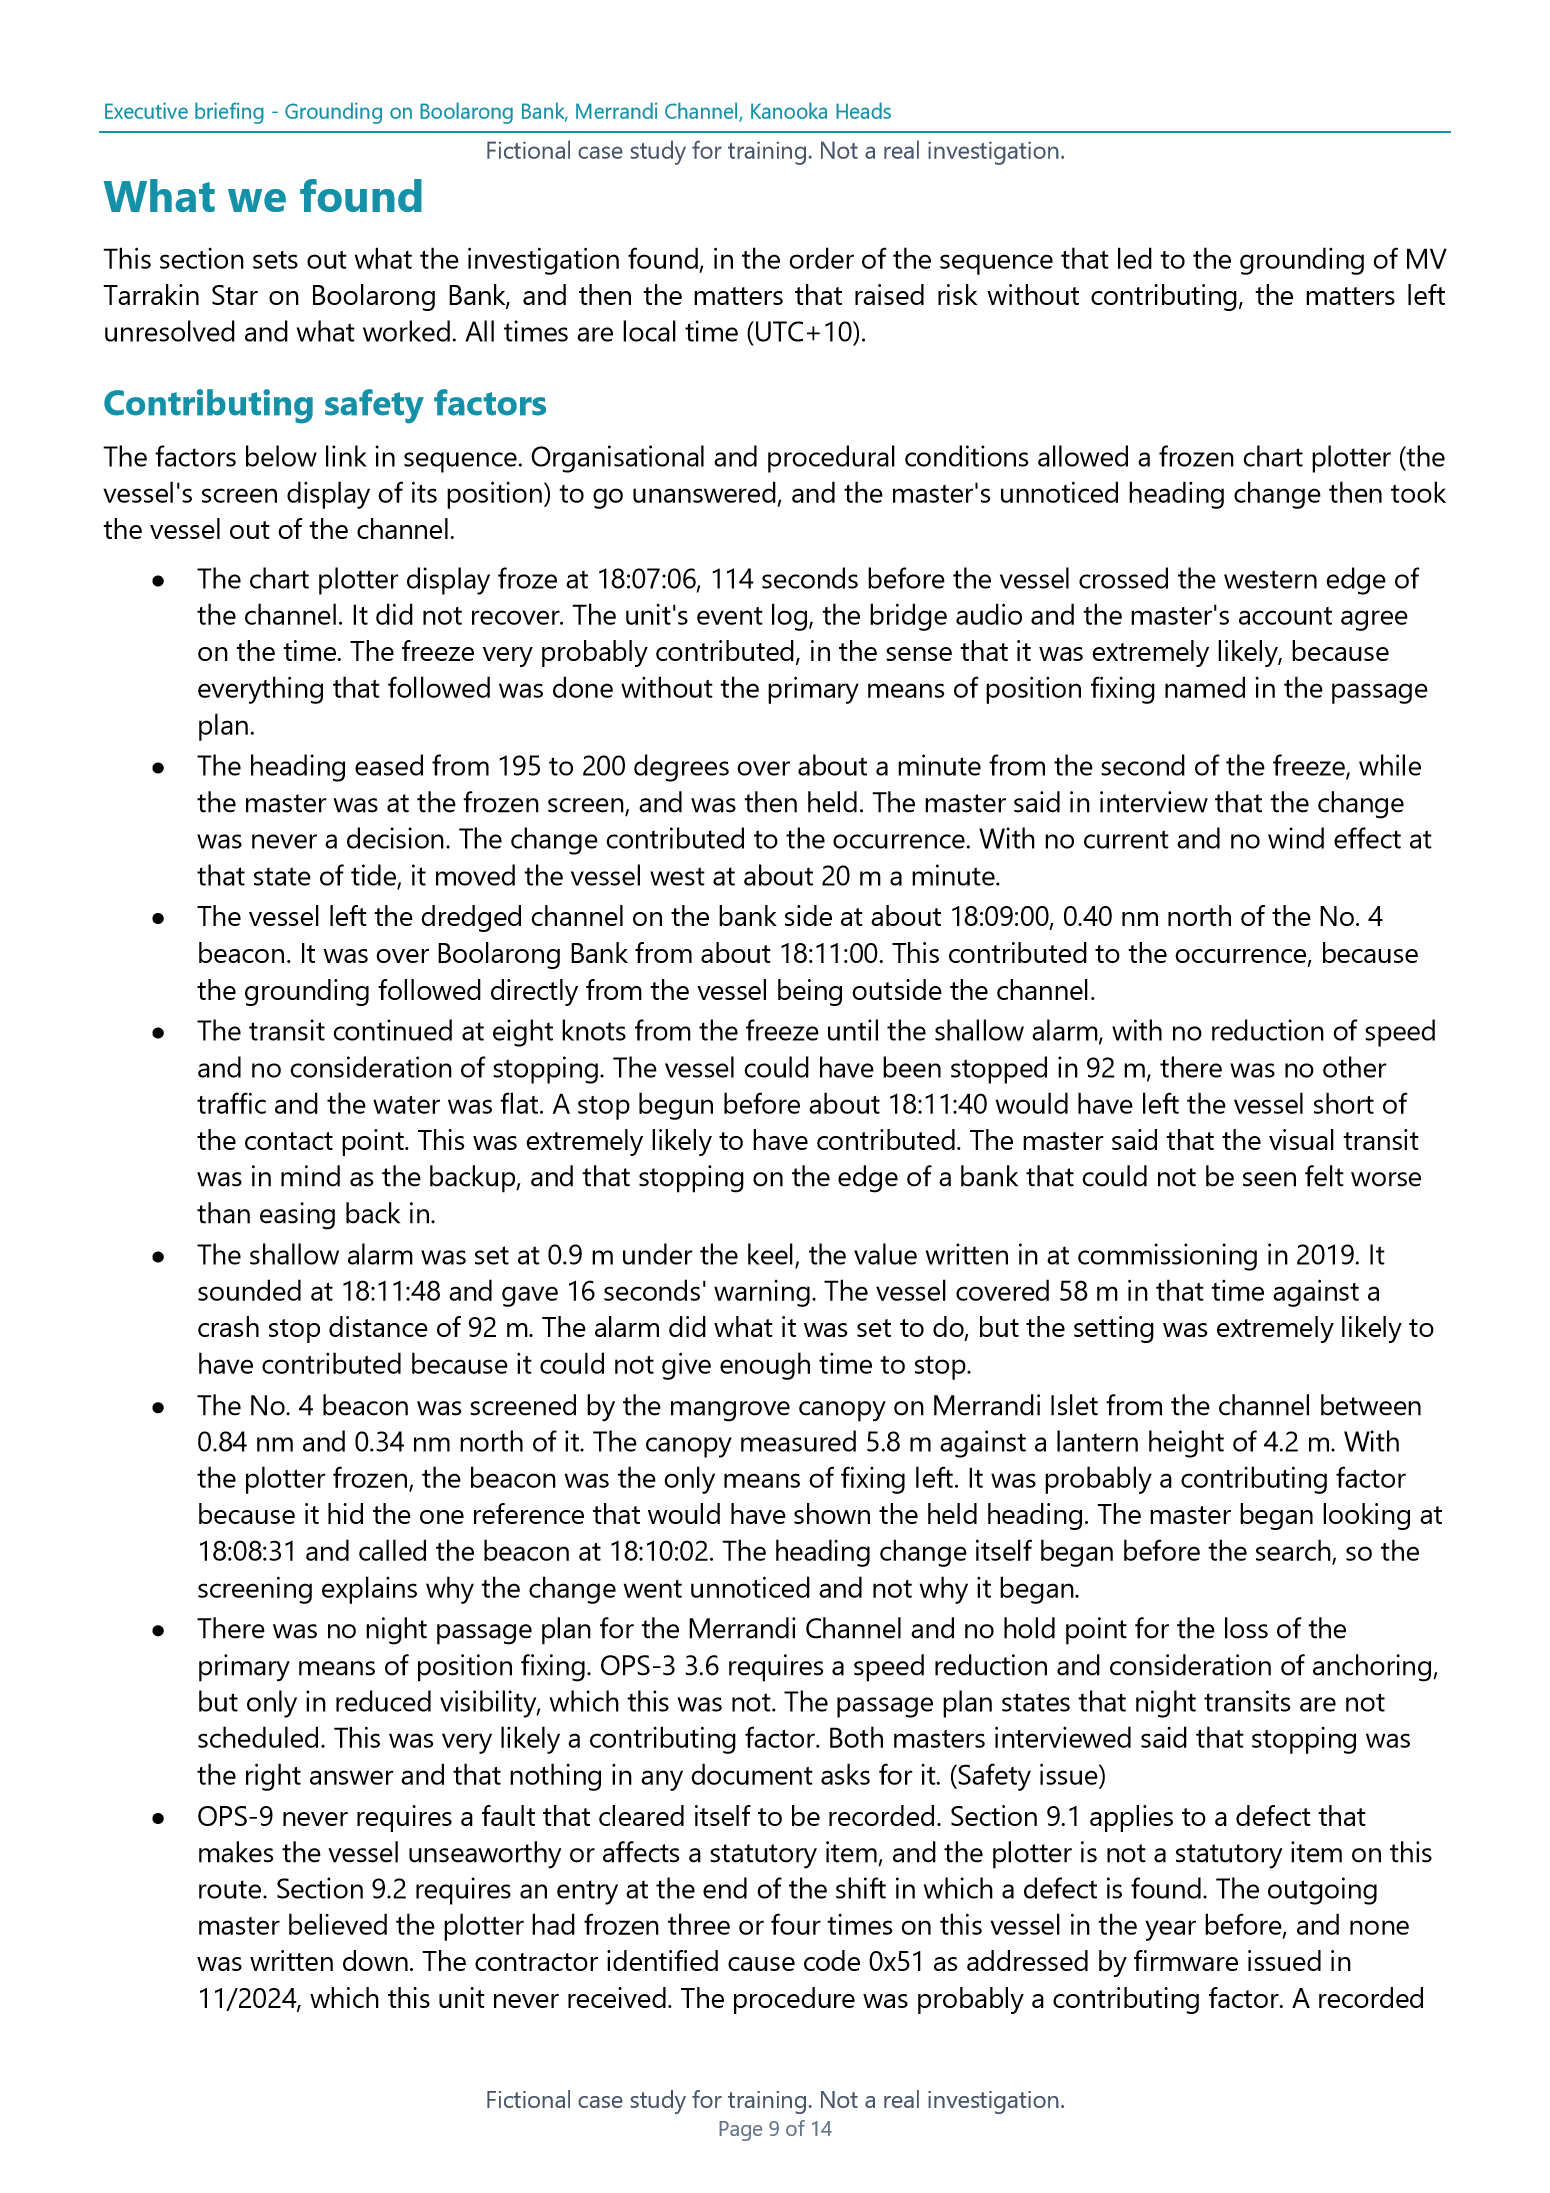 Executive briefing - Grounding on Boolarong Bank, Merrandi Channel, Kanooka Heads
Fictional case study for training. Not a real investigation.
What we found
This section sets out what the investigation found, in the order of the sequence that led to the grounding of MV
Tarrakin Star on Boolarong Bank, and then the matters that raised risk without contributing, the matters left
unresolved and what worked. All times are local time (UTC+10).
Contributing safety factors
The factors below link in sequence. Organisational and procedural conditions allowed a frozen chart plotter (the
vessel's screen display of its position) to go unanswered, and the master's unnoticed heading change then took
the vessel out of the channel.
● The chart plotter display froze at 18:07:06, 114 seconds before the vessel crossed the western edge of
the channel. It did not recover. The unit's event log, the bridge audio and the master's account agree
on the time. The freeze very probably contributed, in the sense that it was extremely likely, because
everything that followed was done without the primary means of position fixing named in the passage
plan.
● The heading eased from 195 to 200 degrees over about a minute from the second of the freeze, while
the master was at the frozen screen, and was then held. The master said in interview that the change
was never a decision. The change contributed to the occurrence. With no current and no wind effect at
that state of tide, it moved the vessel west at about 20 m a minute.
● The vessel left the dredged channel on the bank side at about 18:09:00, 0.40 nm north of the No. 4
beacon. It was over Boolarong Bank from about 18:11:00. This contributed to the occurrence, because
the grounding followed directly from the vessel being outside the channel.
● The transit continued at eight knots from the freeze until the shallow alarm, with no reduction of speed
and no consideration of stopping. The vessel could have been stopped in 92 m, there was no other
traffic and the water was flat. A stop begun before about 18:11:40 would have left the vessel short of
the contact point. This was extremely likely to have contributed. The master said that the visual transit
was in mind as the backup, and that stopping on the edge of a bank that could not be seen felt worse
than easing back in.
● The shallow alarm was set at 0.9 m under the keel, the value written in at commissioning in 2019. It
sounded at 18:11:48 and gave 16 seconds' warning. The vessel covered 58 m in that time against a
crash stop distance of 92 m. The alarm did what it was set to do, but the setting was extremely likely to
have contributed because it could not give enough time to stop.
● The No. 4 beacon was screened by the mangrove canopy on Merrandi Islet from the channel between
0.84 nm and 0.34 nm north of it. The canopy measured 5.8 m against a lantern height of 4.2 m. With
the plotter frozen, the beacon was the only means of fixing left. It was probably a contributing factor
because it hid the one reference that would have shown the held heading. The master began looking at
18:08:31 and called the beacon at 18:10:02. The heading change itself began before the search, so the
screening explains why the change went unnoticed and not why it began.
● There was no night passage plan for the Merrandi Channel and no hold point for the loss of the
primary means of position fixing. OPS-3 3.6 requires a speed reduction and consideration of anchoring,
but only in reduced visibility, which this was not. The passage plan states that night transits are not
scheduled. This was very likely a contributing factor. Both masters interviewed said that stopping was
the right answer and that nothing in any document asks for it. (Safety issue)
● OPS-9 never requires a fault that cleared itself to be recorded. Section 9.1 applies to a defect that
makes the vessel unseaworthy or affects a statutory item, and the plotter is not a statutory item on this
route. Section 9.2 requires an entry at the end of the shift in which a defect is found. The outgoing
master believed the plotter had frozen three or four times on this vessel in the year before, and none
was written down. The contractor identified cause code 0x51 as addressed by firmware issued in
11/2024, which this unit never received. The procedure was probably a contributing factor. A recorded
Fictional case study for training. Not a real investigation.
Page 9 of 14